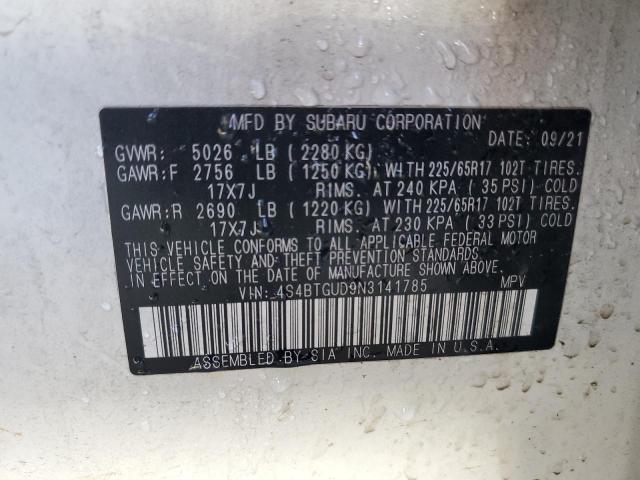 MFD BY SUBARU CORPORATION
DATE: 09/21
GVWR: 5026 LB ( 2280 KG)
GAWR:F 2756 LB ( 1250 KG) WITH 225/65R17 102T TIRES.
17X7J RIMS. AT 240 KPA ( 35 PSI) COLD
GAWR:R 2690 LB ( 1220 KG) WITH 225/65R17 102T TIRES.
17X7J RIMS. AT 230 KPA ( 33 PSI) COLD
THIS VEHICLE CONFORMS TO ALL APPLICABLE FEDERAL MOTOR
VEHICLE SAFETY AND THEFT PREVENTION STANDARDS
IN EFFECT ON THE DATE OF MANUFACTURE SHOWN ABOVE.
VIN: 4S4BTGUD9N3141785 MPV
ASSEMBLED BY SIA INC. MADE IN U.S.A.